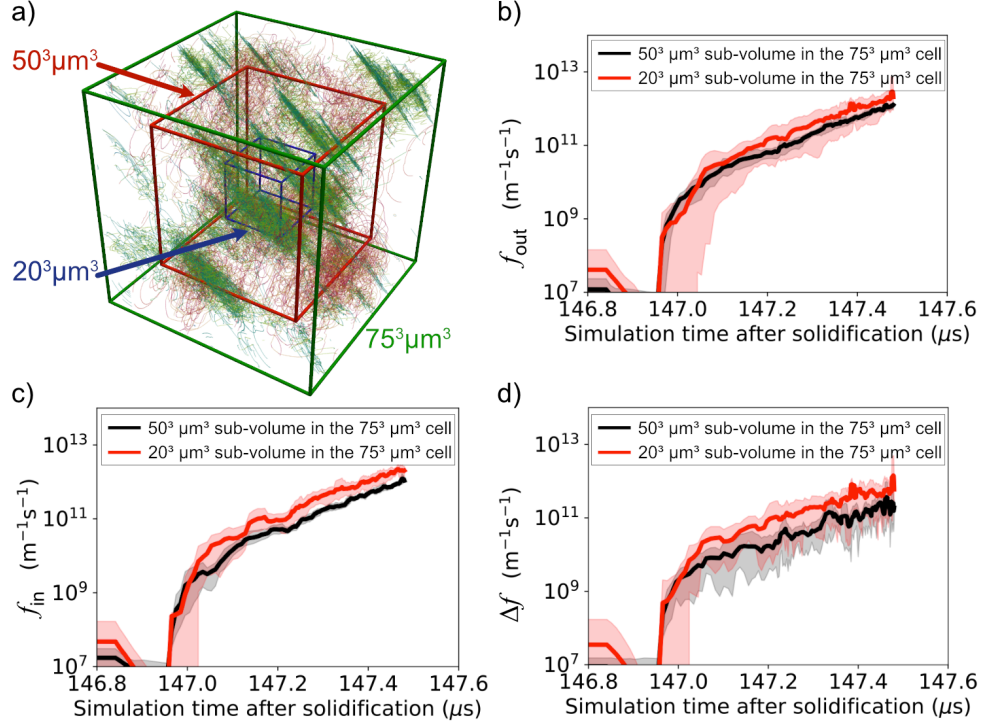 a)
50³μm³
20³μm³
75³μm³
b)
50³ μm³ sub-volume in the 75³ μm³ cell
20³ μm³ sub-volume in the 75³ μm³ cell
10¹³
10¹¹
10⁹
10⁷
f_out (m⁻¹s⁻¹)
146.8 147.0 147.2 147.4 147.6
Simulation time after solidification (μs)
c)
50³ μm³ sub-volume in the 75³ μm³ cell
20³ μm³ sub-volume in the 75³ μm³ cell
10¹³
10¹¹
10⁹
10⁷
f_in (m⁻¹s⁻¹)
146.8 147.0 147.2 147.4 147.6
Simulation time after solidification (μs)
d)
50³ μm³ sub-volume in the 75³ μm³ cell
20³ μm³ sub-volume in the 75³ μm³ cell
10¹³
10¹¹
10⁹
10⁷
Δf (m⁻¹s⁻¹)
146.8 147.0 147.2 147.4 147.6
Simulation time after solidification (μs)